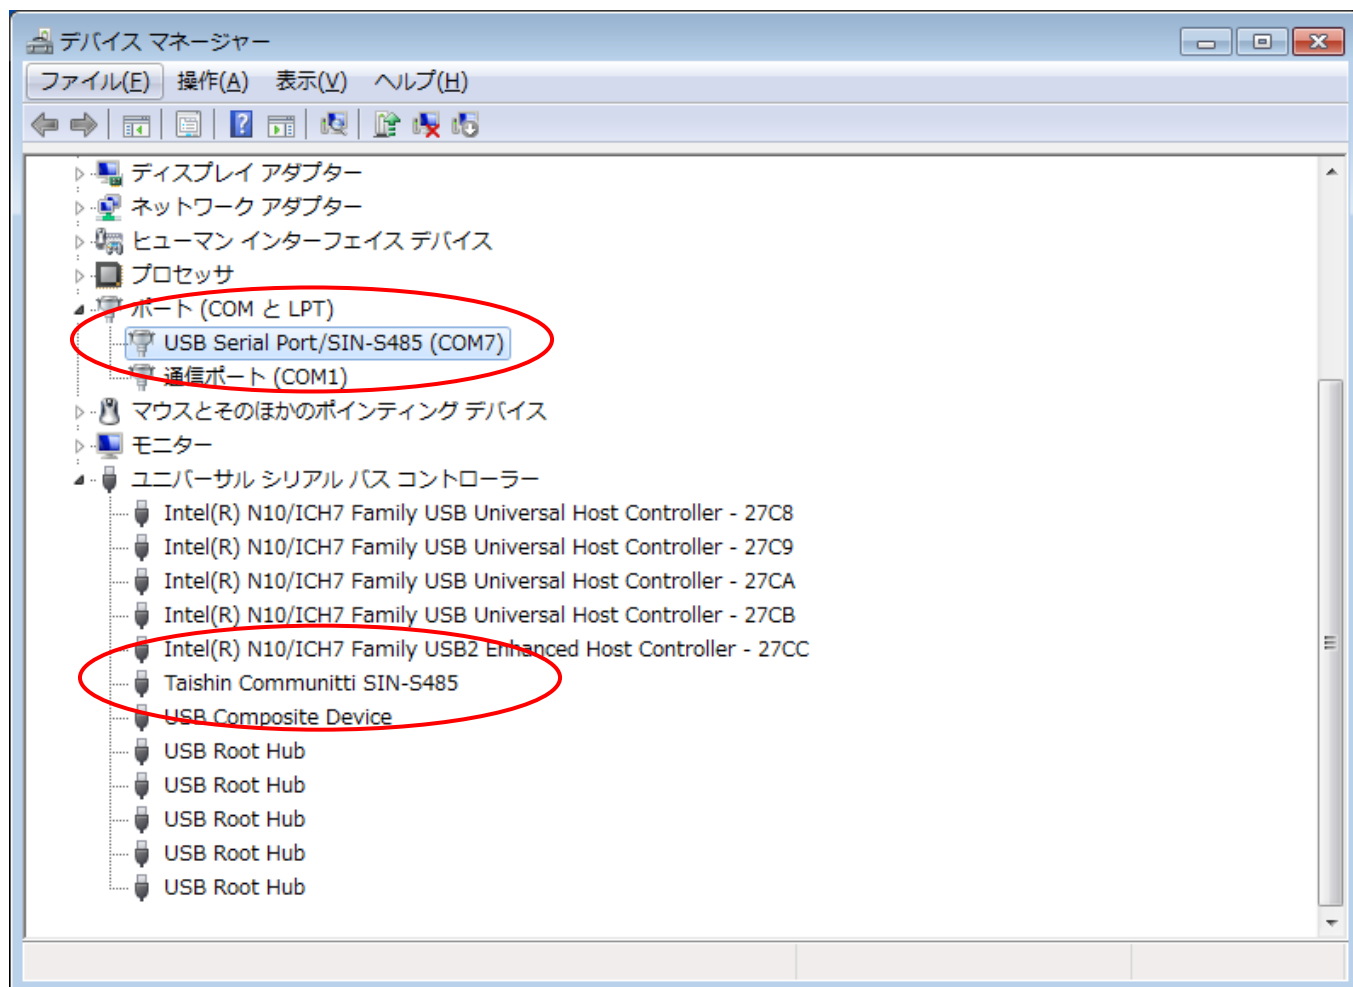 デバイス マネージャー
ファイル(F) 操作(A) 表示(V) ヘルプ(H)
ディスプレイ アダプター
ネットワーク アダプター
ヒューマン インターフェイス デバイス
プロセッサ
ポート (COM と LPT)
USB Serial Port/SIN-S485 (COM7)
通信ポート (COM1)
マウスとそのほかのポインティング デバイス
モニター
ユニバーサル シリアル バス コントローラー
Intel(R) N10/ICH7 Family USB Universal Host Controller - 27C8
Intel(R) N10/ICH7 Family USB Universal Host Controller - 27C9
Intel(R) N10/ICH7 Family USB Universal Host Controller - 27CA
Intel(R) N10/ICH7 Family USB Universal Host Controller - 27CB
Intel(R) N10/ICH7 Family USB2 Enhanced Host Controller - 27CC
Taishin Communitti SIN-S485
USB Composite Device
USB Root Hub
USB Root Hub
USB Root Hub
USB Root Hub
USB Root Hub